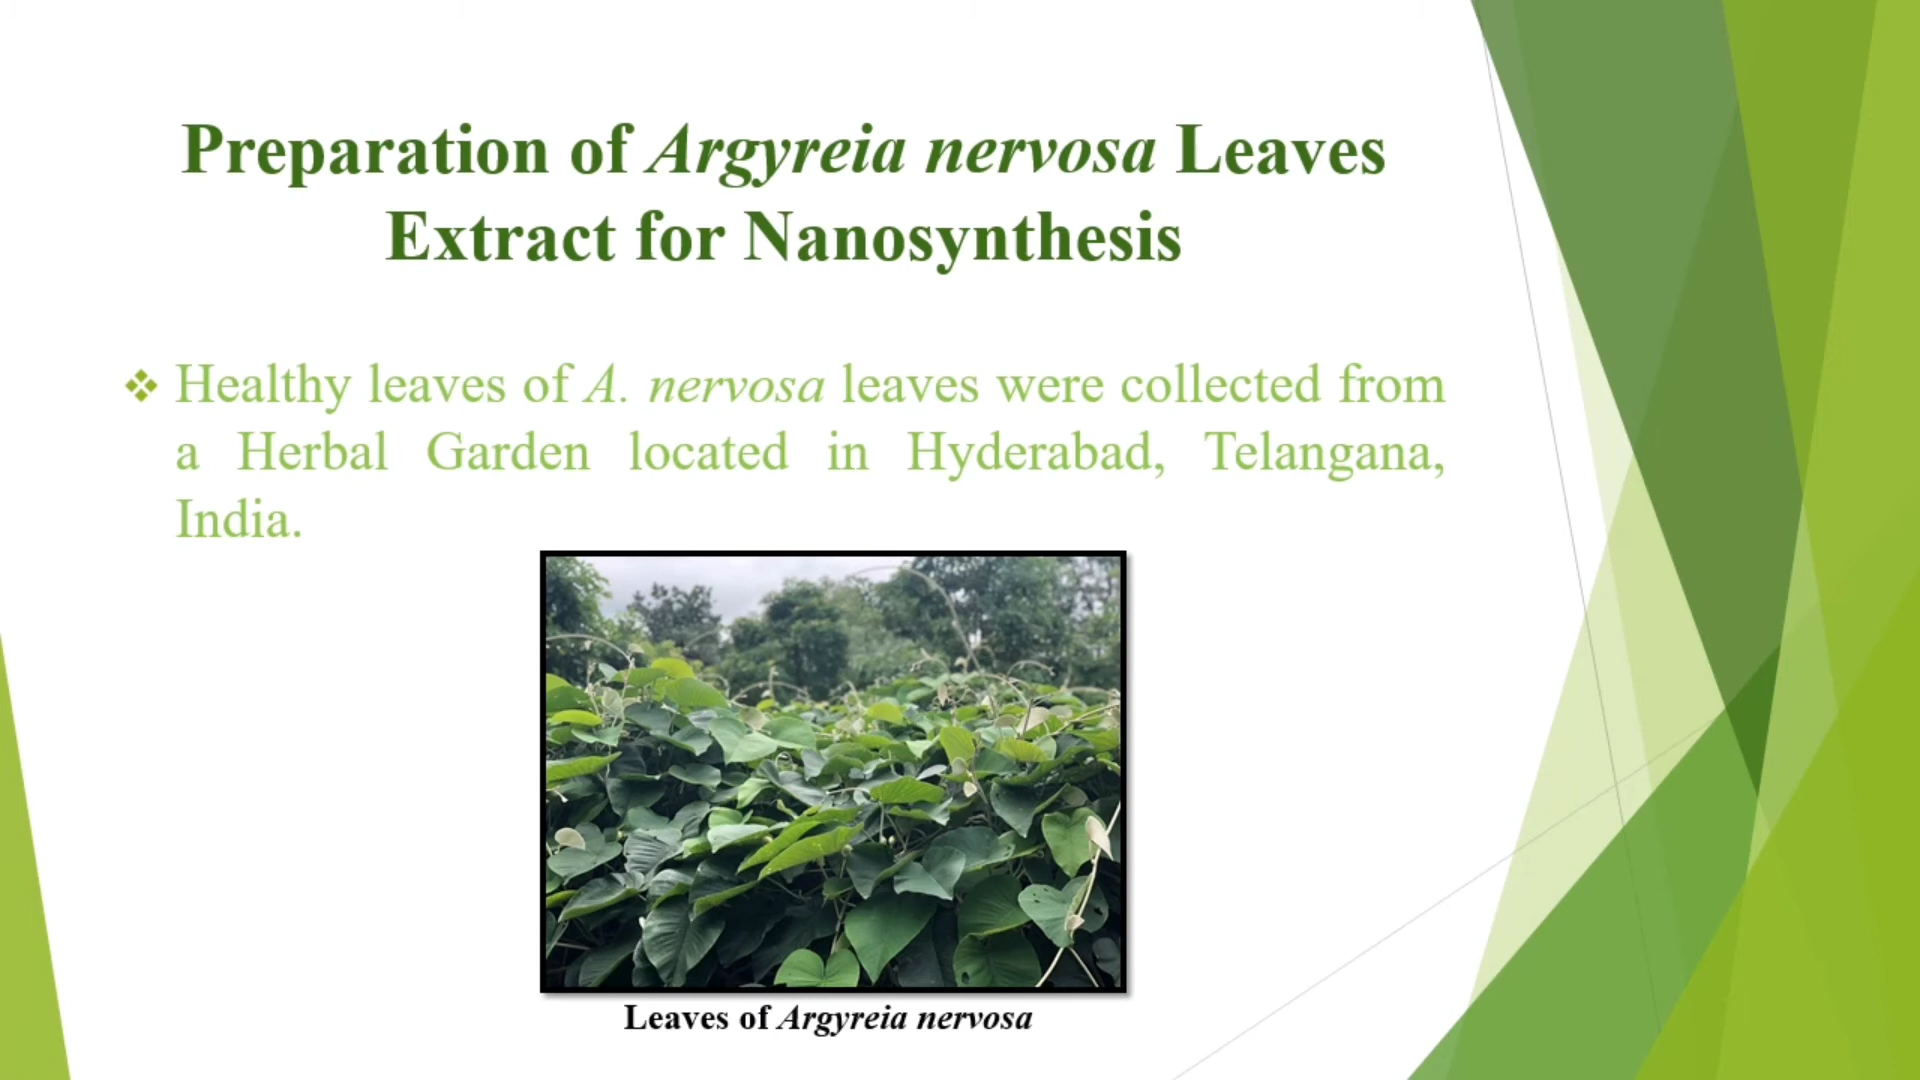 Preparation of Argyreia nervosa Leaves
Extract for Nanosynthesis
❖ Healthy leaves of A. nervosa leaves were collected from
a Herbal Garden located in Hyderabad, Telangana,
India.
Leaves of Argyreia nervosa